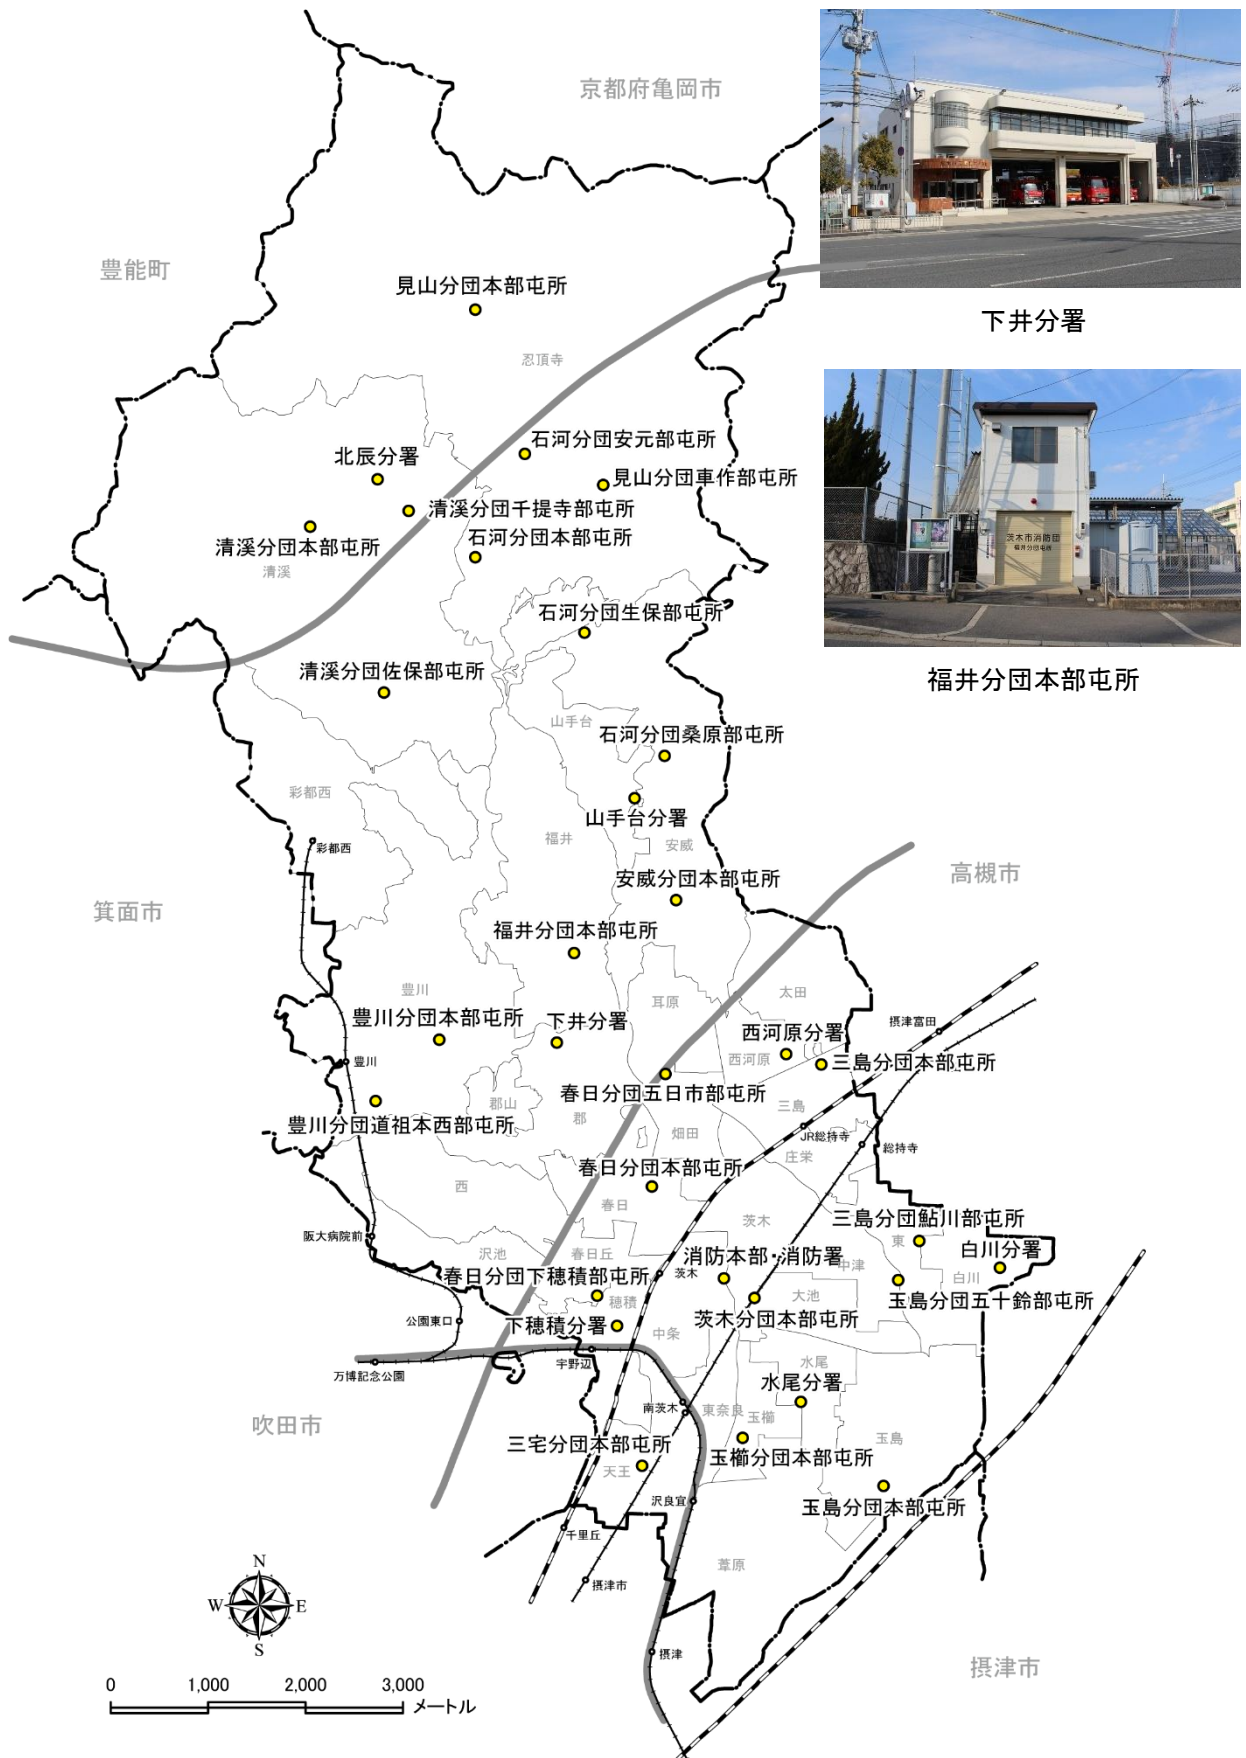 京都府亀岡市
豊能町
見山分団本部屯所
下井分署
忍頂寺
石河分団安元部屯所
北辰分署
見山分団車作部屯所
清溪分団千提寺部屯所
石河分団本部屯所
清溪分団本部屯所
清溪
茨木市消防団
福井分団屯所
石河分団生保部屯所
清溪分団佐保部屯所
福井分団本部屯所
山手台
石河分団桑原部屯所
彩都西
山手台分署
福井
安威
彩都西
安威分団本部屯所
高槻市
箕面市
福井分団本部屯所
豊川
耳原
太田
豊川分団本部屯所
下井分署
西河原分署
摂津富田
豊川
西河原
三島分団本部屯所
春日分団五日市部屯所
郡山
郡
三島
豊川分団道祖本西部屯所
畑田
JR総持寺
総持寺
庄栄
春日分団本部屯所
西
春日
茨木
三島分団鮎川部屯所
阪大病院前
沢池
春日丘
消防本部・消防署
東
白川分署
春日分団下穂積部屯所
茨木
中津
白川
穂積
大池
玉島分団五十鈴部屯所
公園東口
下穂積分署
茨木分団本部屯所
中条
万博記念公園
宇野辺
水尾
水尾分署
南茨木
東奈良
玉櫛
吹田市
三宅分団本部屯所
玉島
天王
玉櫛分団本部屯所
沢良宜
玉島分団本部屯所
千里丘
葦原
摂津市
N
W
E
S
摂津
摂津市
0
1,000
2,000
3,000
メートル